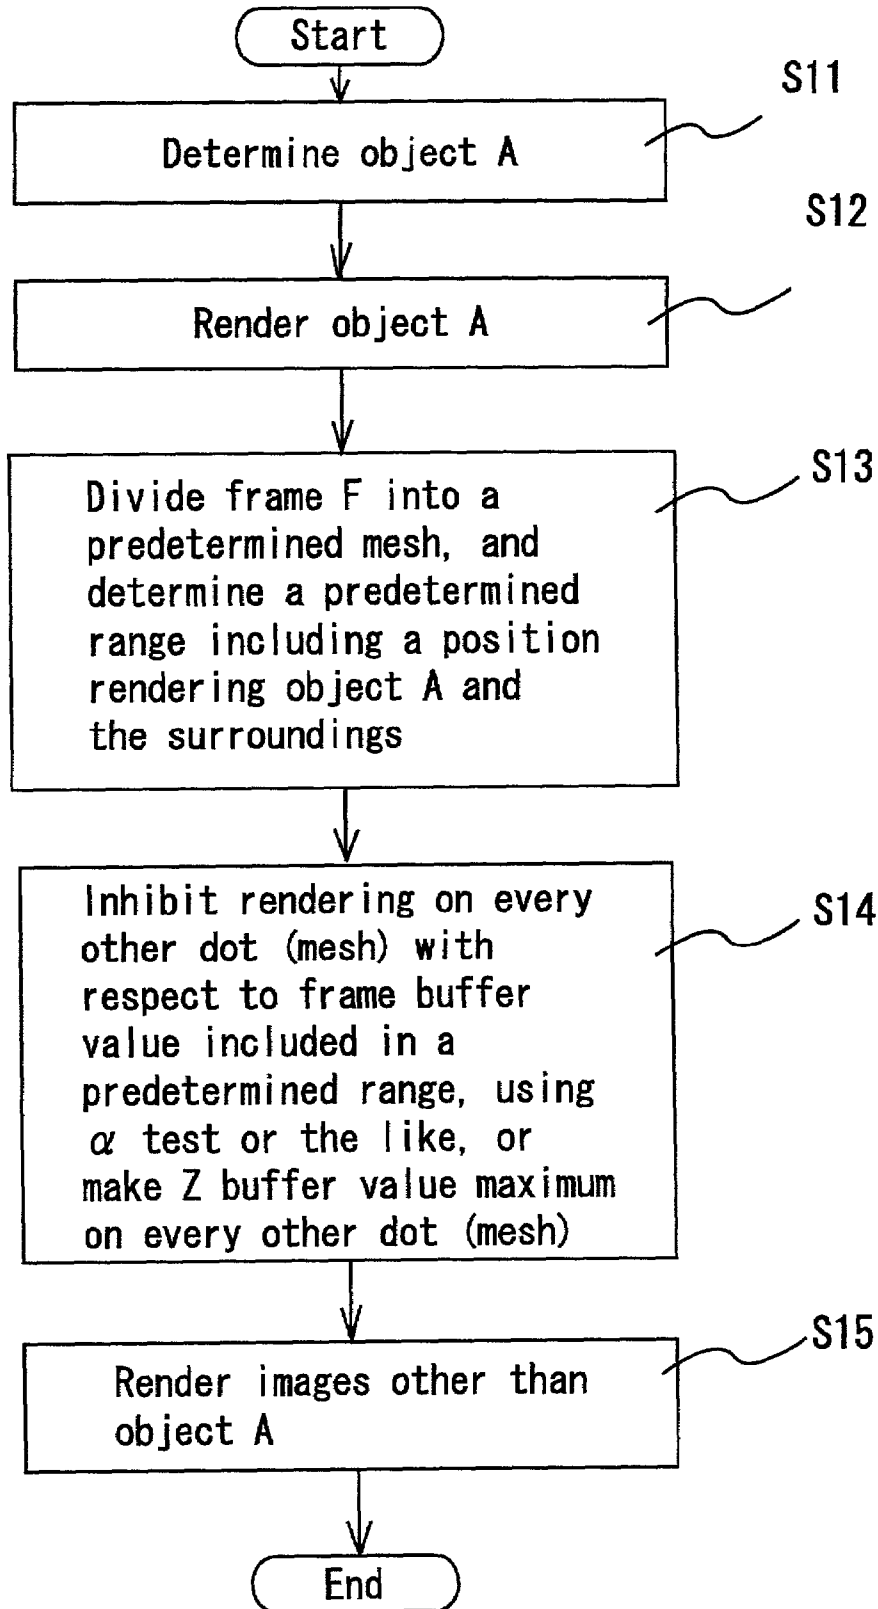 Start
S11
Determine object A
S12
Render object A
S13
Divide frame F into a
predetermined mesh, and
determine a predetermined
range including a position
rendering object A and
the surroundings
S14
Inhibit rendering on every
other dot (mesh) with
respect to frame buffer
value included in a
predetermined range, using
α test or the like, or
make Z buffer value maximum
on every other dot (mesh)
S15
Render images other than
object A
End